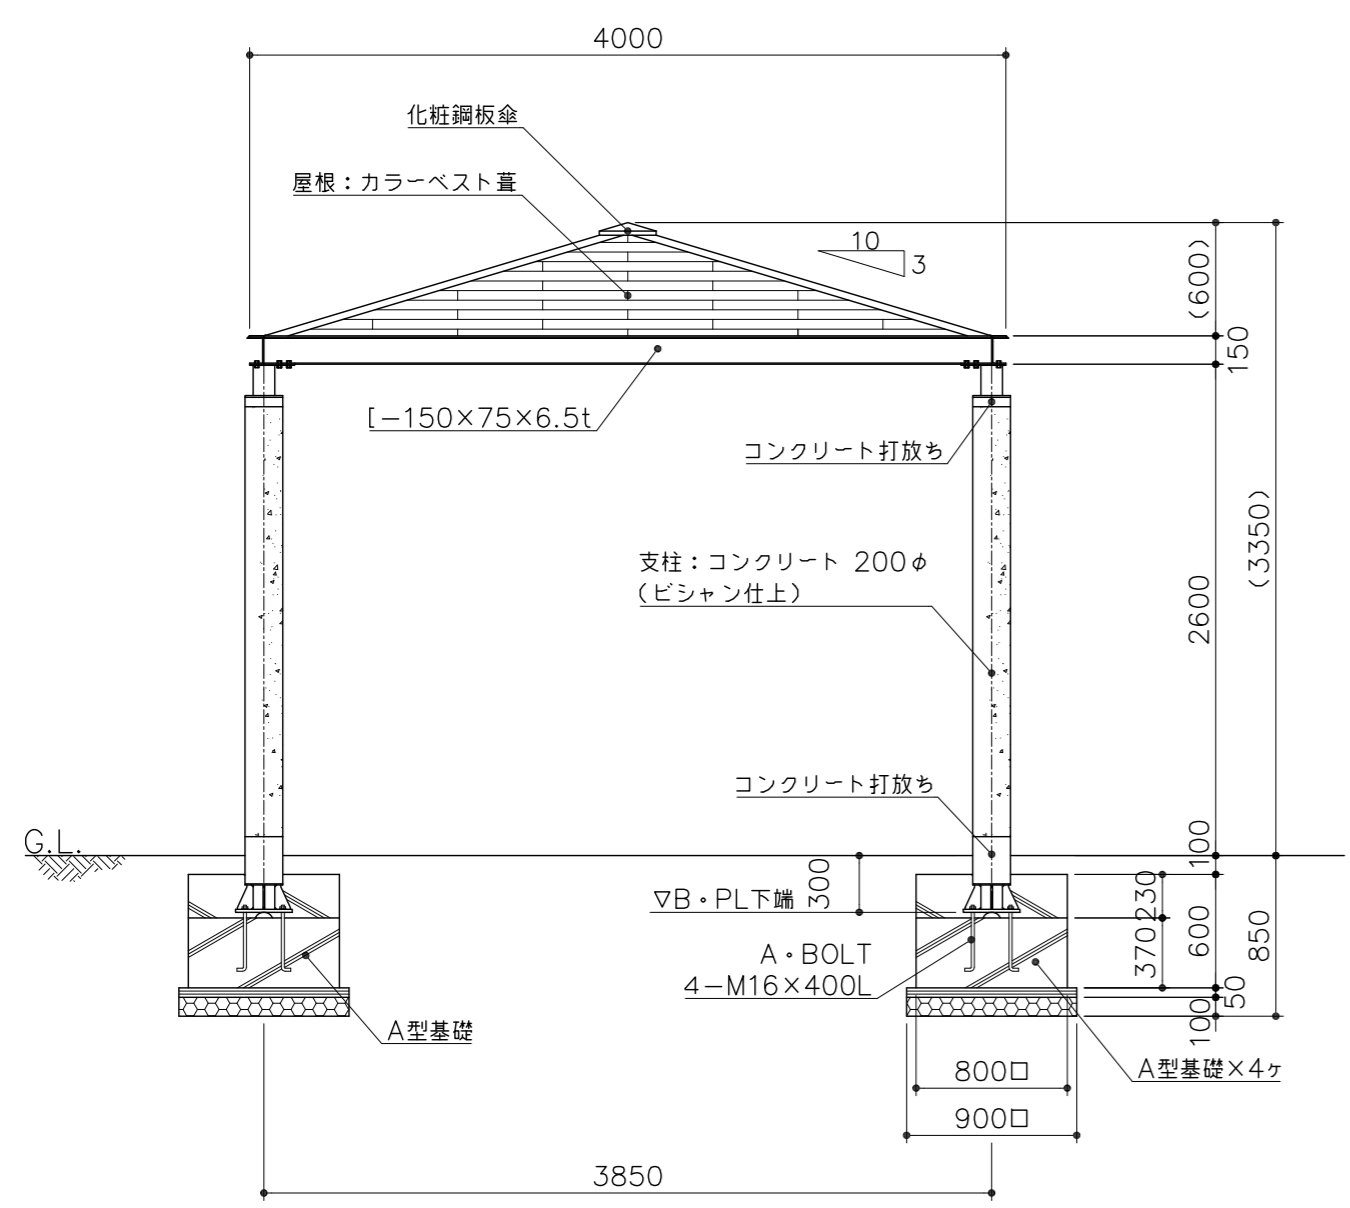 4000
化粧鋼板傘
屋根：カラーベスト葺
10
3
(600)
150
[－150×75×6.5t
コンクリート打放ち
(3350)
支柱：コンクリート 200φ
(ビシャン仕上)
2600
コンクリート打放ち
G.L.
100
300
▽B・PL下端
230
600
850
370
A・BOLT
4－M16×400L
50
100
A型基礎
A型基礎×4ヶ
800□
900□
3850